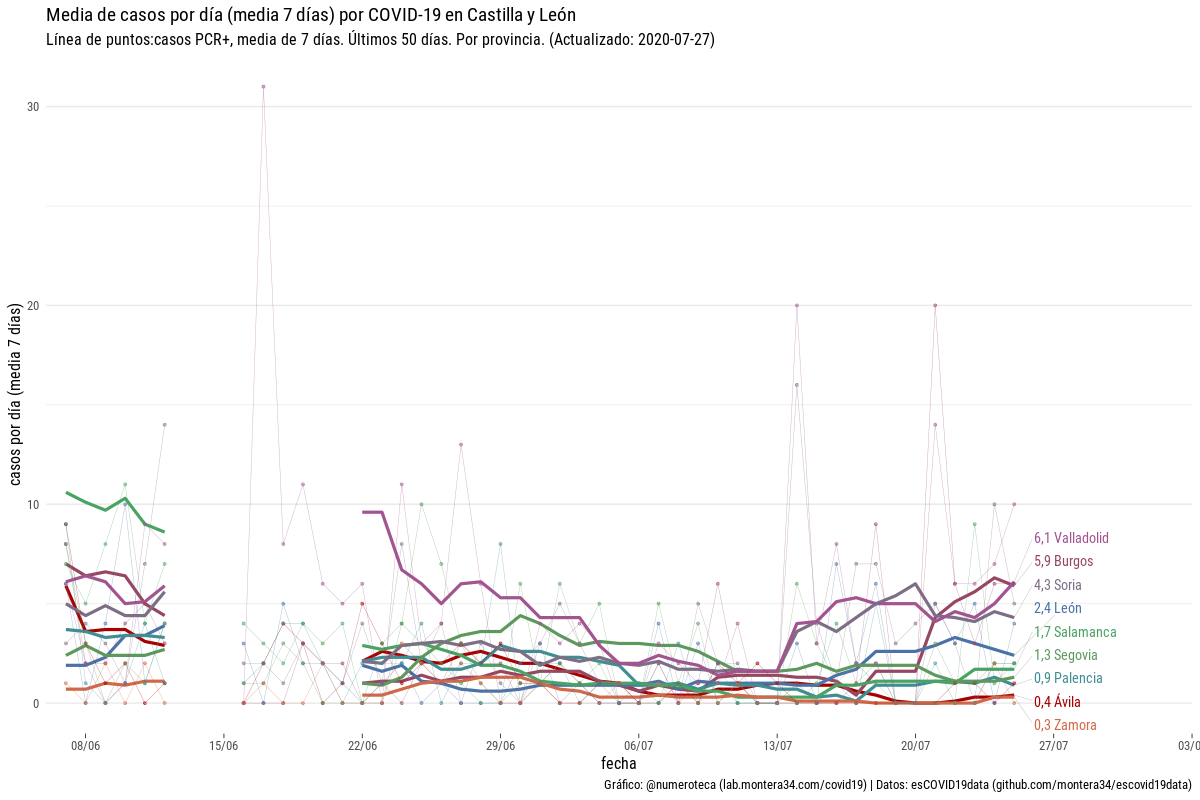 Media de casos por día (media 7 días) por COVID-19 en Castilla y León
Línea de puntos:casos PCR+, media de 7 días. Últimos 50 días. Por provincia. (Actualizado: 2020-07-27)
casos por día (media 7 días)
30
20
10
0
6,1 Valladolid
5,9 Burgos
4,3 Soria
2,4 León
1,7 Salamanca
1,3 Segovia
0,9 Palencia
0,4 Ávila
0,3 Zamora
08/06 15/06 22/06 29/06 06/07 13/07 20/07 27/07 03/0
fecha
Gráfico: @numeroteca (lab.montera34.com/covid19) | Datos: esCOVID19data (github.com/montera34/escovid19data)